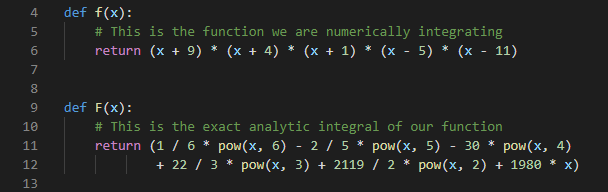 4 def f(x):
5 # This is the function we are numerically integrating
6 return (x + 9) * (x + 4) * (x + 1) * (x - 5) * (x - 11)
7
8
9 def F(x):
10 # This is the exact analytic integral of our function
11 return (1 / 6 * pow(x, 6) - 2 / 5 * pow(x, 5) - 30 * pow(x, 4)
12 + 22 / 3 * pow(x, 3) + 2119 / 2 * pow(x, 2) + 1980 * x)
13